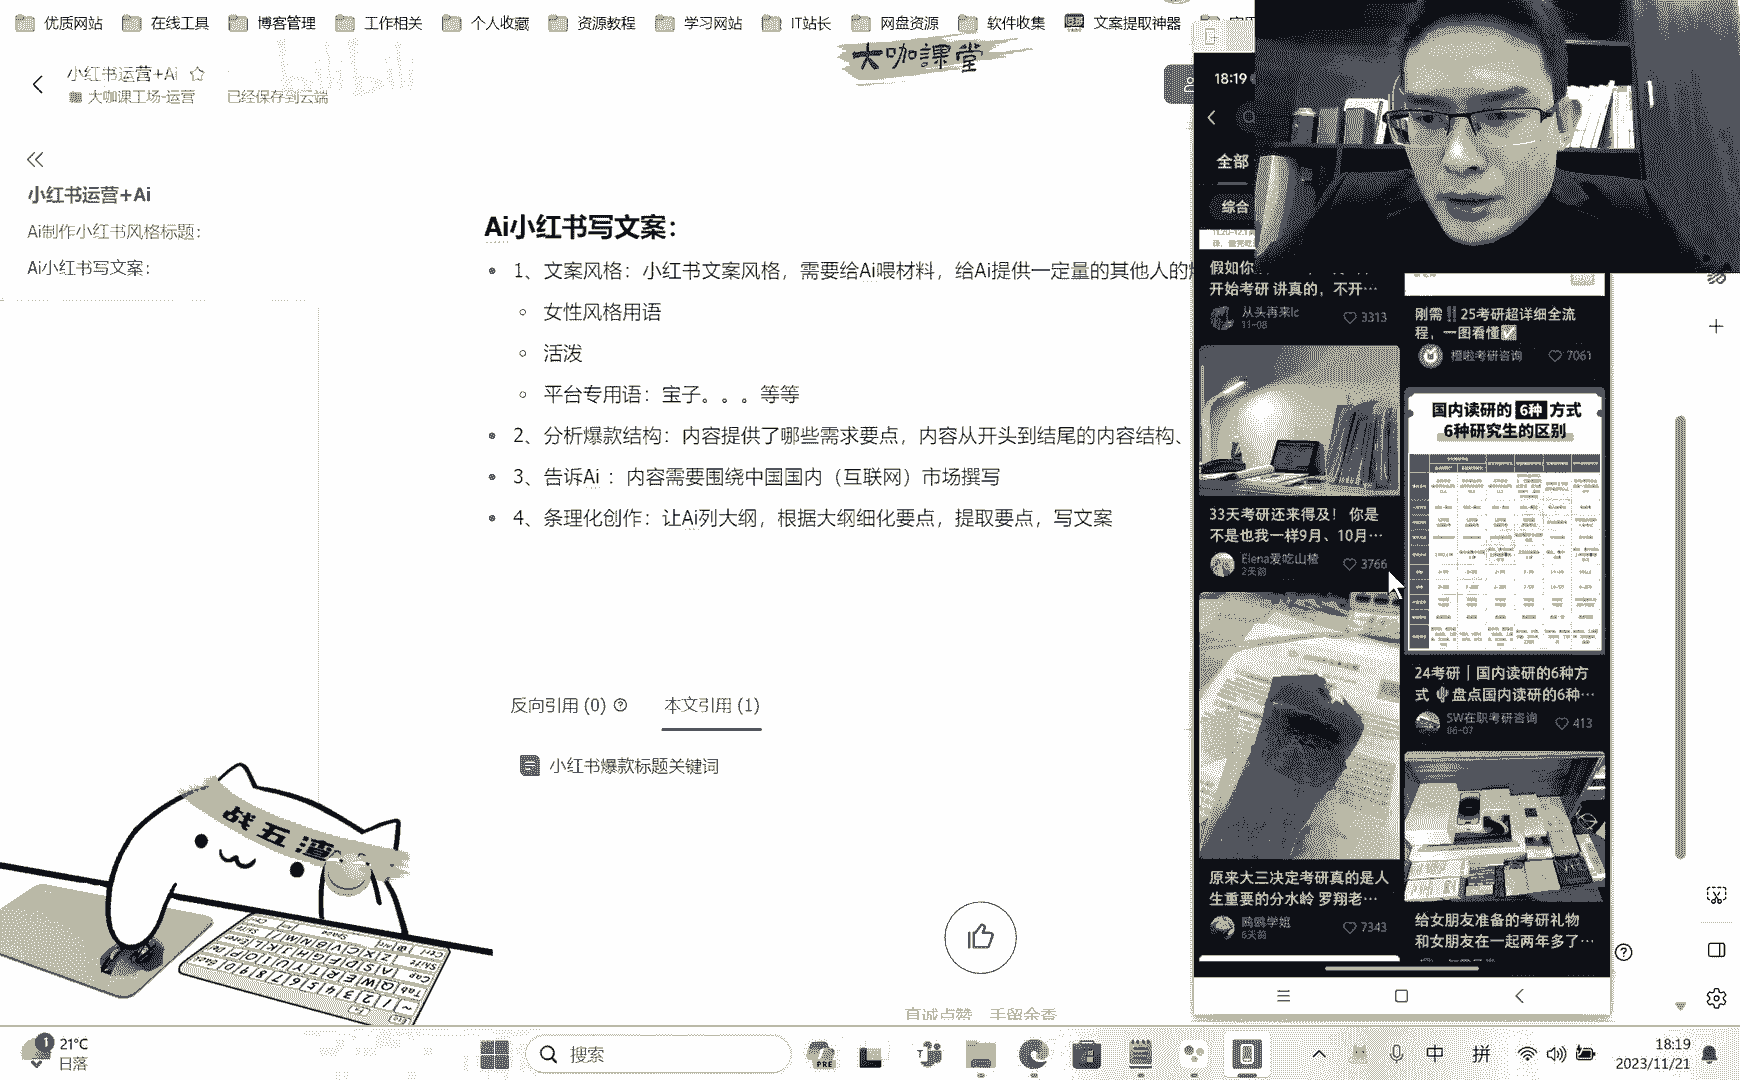 优质网站 在线工具 博客管理 工作相关 个人收藏 资源教程 学习网站 IT站长 网盘资源 软件收集 文案提取神器
大咖課堂
bilibili
小红书运营+Ai
大咖课工场-运营 已经保存到云端
小红书运营+Ai
Ai制作小红书风格标题：
Ai小红书写文案：
Ai小红书写文案：
1、文案风格：小红书文案风格，需要给Ai喂材料，给Ai提供一定量的其他人的
女性风格用语
活泼
平台专用语：宝子。。。等等
2、分析爆款结构：内容提供了哪些需求要点，内容从开头到结尾的内容结构、
3、告诉Ai ：内容需要围绕中国国内（互联网）市场撰写
4、条理化创作：让Ai列大纲，根据大纲细化要点，提取要点，写文案
反向引用 (0)
本文引用 (1)
小红书爆款标题关键词
真诚点赞 手留余香
战五渣
18:19
全部
综合
假如你
开始考研 讲真的，不开…
从头再来lc
11-08
3313
刚需‼️25考研超详细全流
程，一图看懂✅
橙啦考研咨询
7061
33天考研还来得及！ 你是
不是也我一样9月、10月…
Elena爱吃山楂
2天前
3766
国内读研的 6种 方式
6种研究生的区别
24考研｜国内读研的6种方
式 🌵盘点国内读研的6种…
SW在职考研咨询
06-07
413
原来大三决定考研真的是人
生重要的分水岭 罗翔老…
6天前
7343
给女朋友准备的考研礼物
和女朋友在一起两年多了…
1
21°C
日落
搜索
PRE
中
拼
18:19
2023/11/21